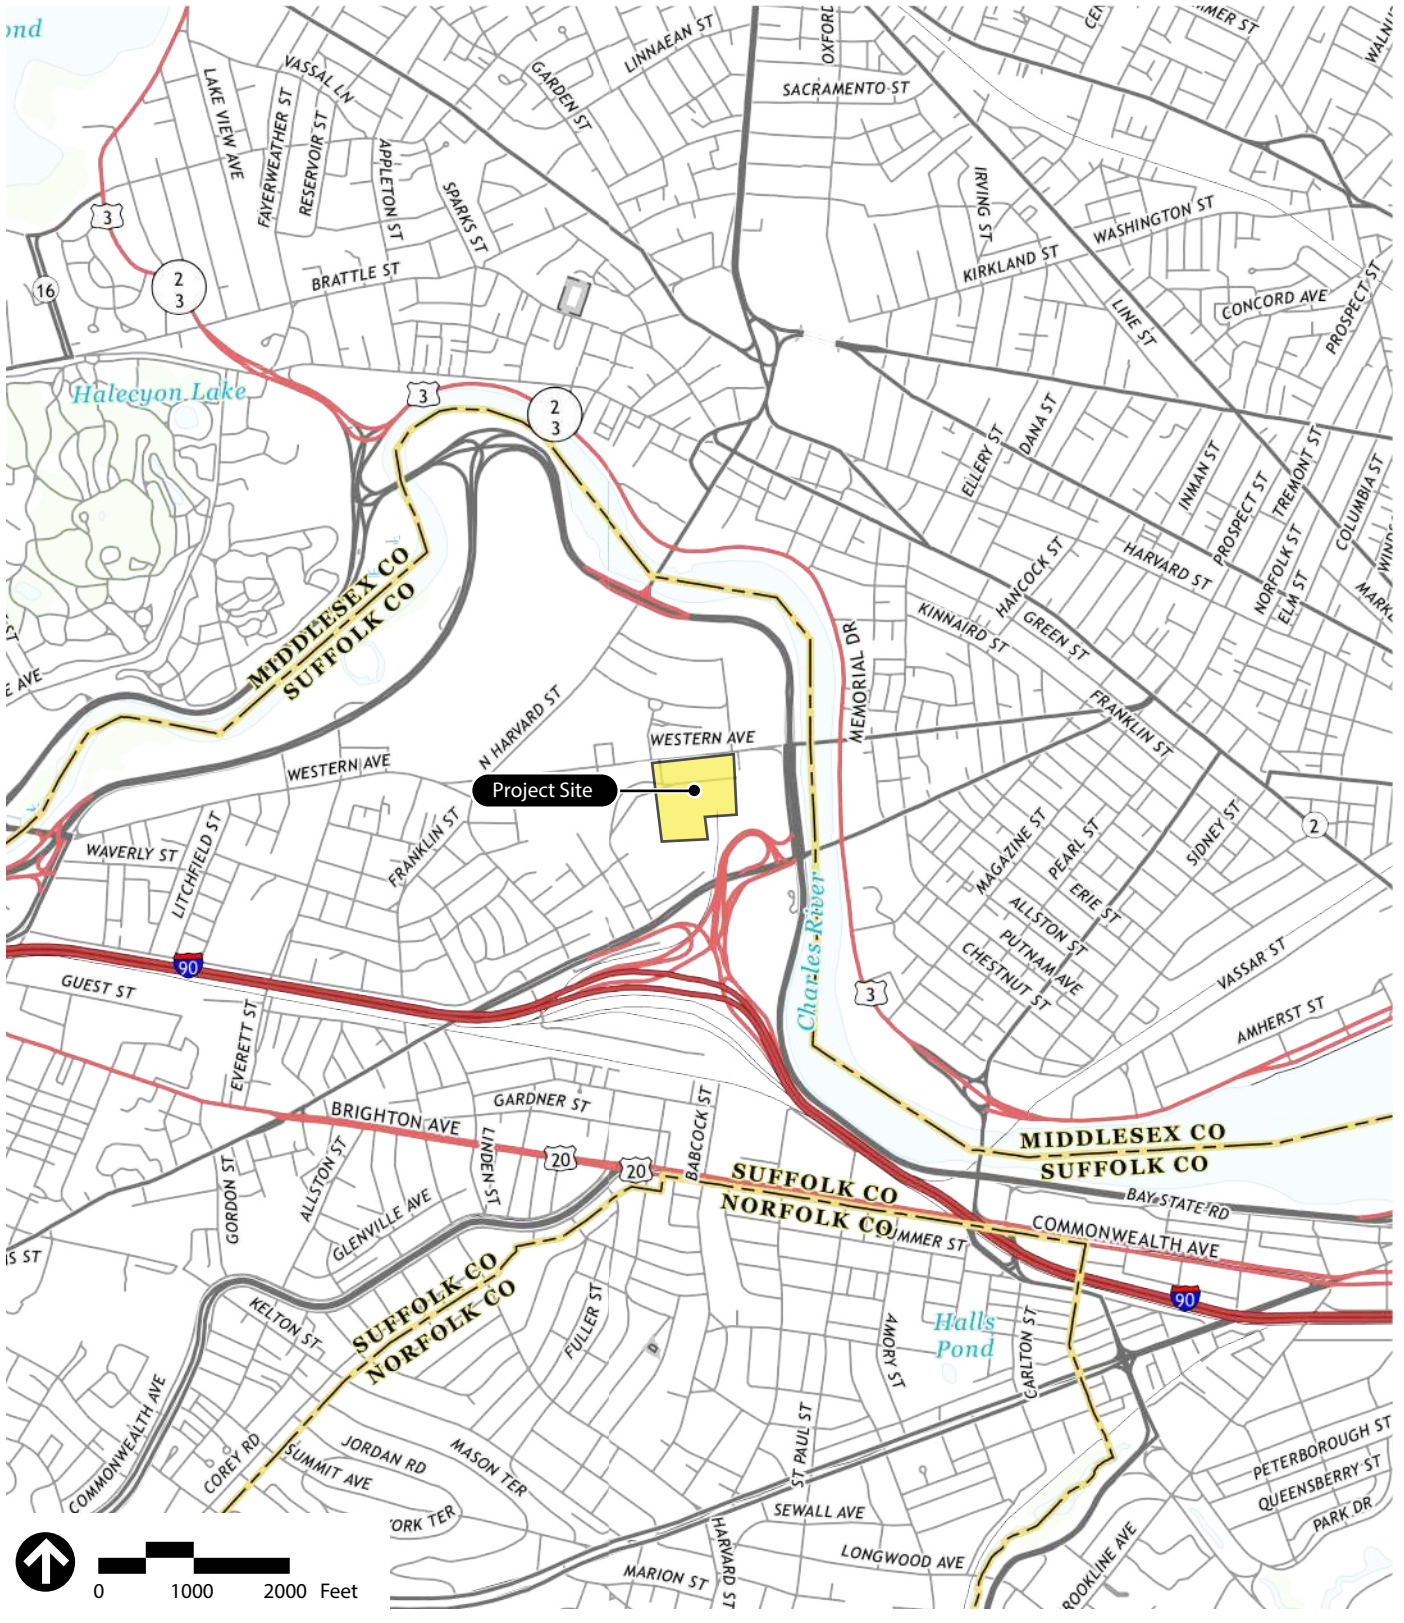 ond
LAKE VIEW AVE
VASSAL LN
FAYERWEATHER ST
RESERVOIR ST
APPLETON ST
SPARKS ST
GARDEN ST
LINNAEAN ST
OXFORD
SACRAMENTO ST
IRVING ST
KIRKLAND ST
WASHINGTON ST
CONCORD AVE
PROSPECT ST
LINE ST
3
16
2
3
BRATTLE ST
Halecyon Lake
3
2
3
ELLERY ST
DANA ST
INMAN ST
PROSPECT ST
TREMONT ST
COLUMBIA ST
NORFOLK ST
ELM ST
HARVARD ST
HANCOCK ST
KINNAIRD ST
GREEN ST
FRANKLIN ST
MIDDLESEX CO
SUFFOLK CO
E AVE
MEMORIAL DR
N HARVARD ST
WESTERN AVE
WESTERN AVE
Project Site
WAVERLY ST
LITCHFIELD ST
FRANKLIN ST
MAGAZINE ST
PEARL ST
SIDNEY ST
2
ERIE ST
ALLSTON ST
PUTNAM AVE
CHESTNUT ST
VASSAR ST
AMHERST ST
Charles River
3
90
GUEST ST
EVERETT ST
GARDNER ST
BRIGHTON AVE
LINDEN ST
BABCOCK ST
20
20
GORDON ST
ALLSTON ST
GLENVILLE AVE
MIDDLESEX CO
SUFFOLK CO
SUFFOLK CO
NORFOLK CO
UMMER ST
BAY STATE RD
COMMONWEALTH AVE
90
S ST
SUFFOLK CO
NORFOLK CO
KELTON ST
FULLER ST
AMORY ST
Halls
Pond
CARLTON ST
COMMONWEALTH AVE
COREY RD
SUMMIT AVE
JORDAN RD
MASON TER
ORK TER
ST PAUL ST
SEWALL AVE
HARVARD ST
LONGWOOD AVE
MARION ST
ROOKLINE AVE
PETERBOROUGH ST
QUEENSBERRY ST
PARK DR
0 1000 2000 Feet